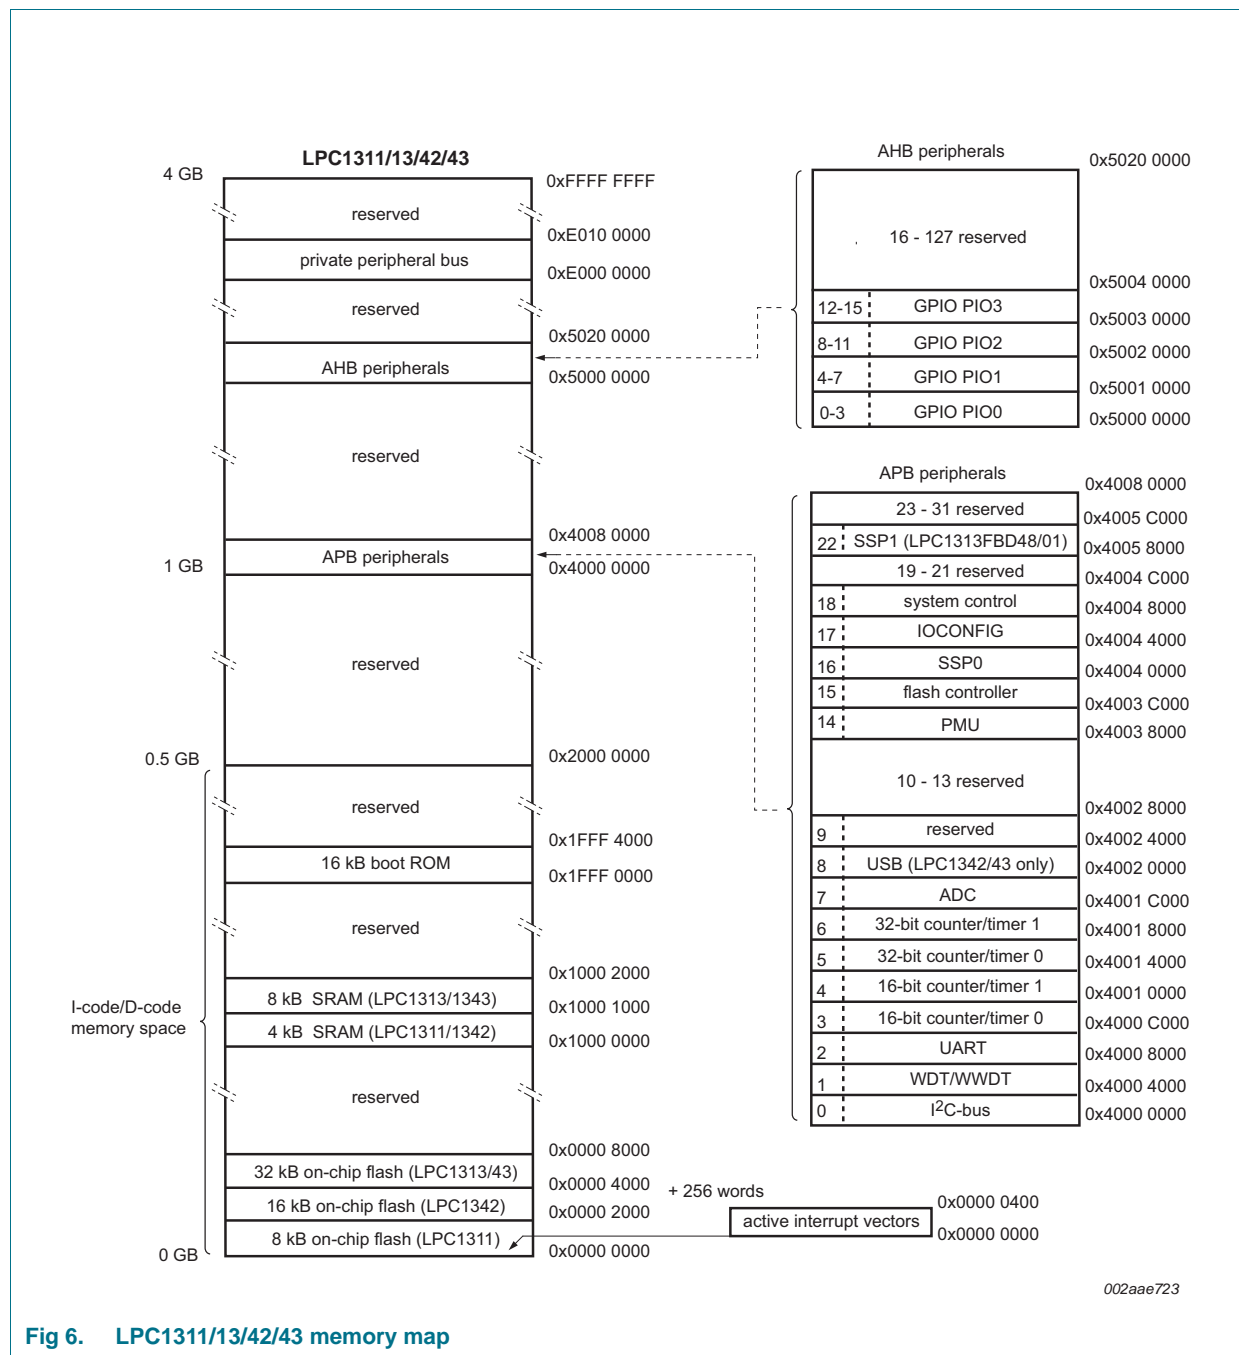 LPC1311/13/42/43
4 GB
0xFFFF FFFF
reserved
0xE010 0000
private peripheral bus
0xE000 0000
reserved
0x5020 0000
AHB peripherals
0x5000 0000
reserved
0x4008 0000
APB peripherals
1 GB
0x4000 0000
reserved
0.5 GB
0x2000 0000
reserved
0x1FFF 4000
16 kB boot ROM
0x1FFF 0000
reserved
0x1000 2000
8 kB SRAM (LPC1313/1343)
0x1000 1000
I-code/D-code
memory space
4 kB SRAM (LPC1311/1342)
0x1000 0000
reserved
0x0000 8000
32 kB on-chip flash (LPC1313/43)
0x0000 4000
16 kB on-chip flash (LPC1342)
0x0000 2000
8 kB on-chip flash (LPC1311)
0 GB
0x0000 0000
+ 256 words
0x0000 0400
active interrupt vectors
0x0000 0000
AHB peripherals
0x5020 0000
16 - 127 reserved
0x5004 0000
12-15 GPIO PIO3
0x5003 0000
8-11 GPIO PIO2
0x5002 0000
4-7 GPIO PIO1
0x5001 0000
0-3 GPIO PIO0
0x5000 0000
APB peripherals
0x4008 0000
23 - 31 reserved
0x4005 C000
22 SSP1 (LPC1313FBD48/01)
0x4005 8000
19 - 21 reserved
0x4004 C000
18 system control
0x4004 8000
17 IOCONFIG
0x4004 4000
16 SSP0
0x4004 0000
15 flash controller
0x4003 C000
14 PMU
0x4003 8000
10 - 13 reserved
0x4002 8000
9 reserved
0x4002 4000
8 USB (LPC1342/43 only)
0x4002 0000
7 ADC
0x4001 C000
6 32-bit counter/timer 1
0x4001 8000
5 32-bit counter/timer 0
0x4001 4000
4 16-bit counter/timer 1
0x4001 0000
3 16-bit counter/timer 0
0x4000 C000
2 UART
0x4000 8000
1 WDT/WWDT
0x4000 4000
0 I2C-bus
0x4000 0000
002aae723
Fig 6. LPC1311/13/42/43 memory map